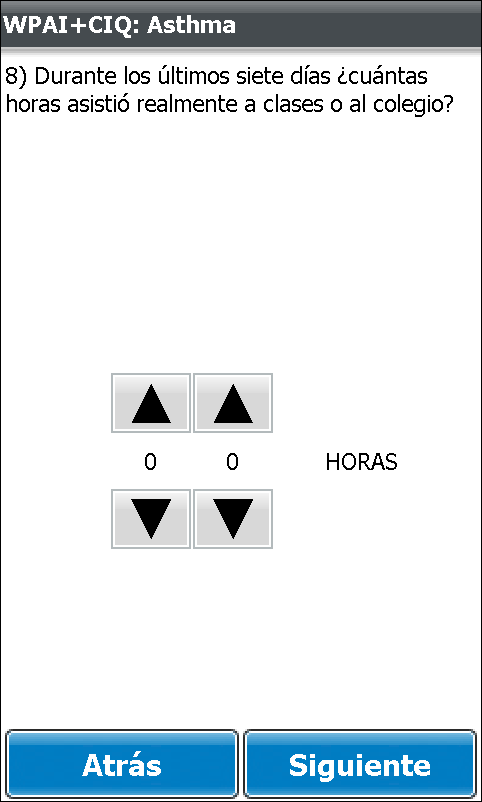 WPAI+CIQ: Asthma
8) Durante los últimos siete días ¿cuántas
horas asistió realmente a clases o al colegio?
0 0 HORAS
Atrás Siguiente